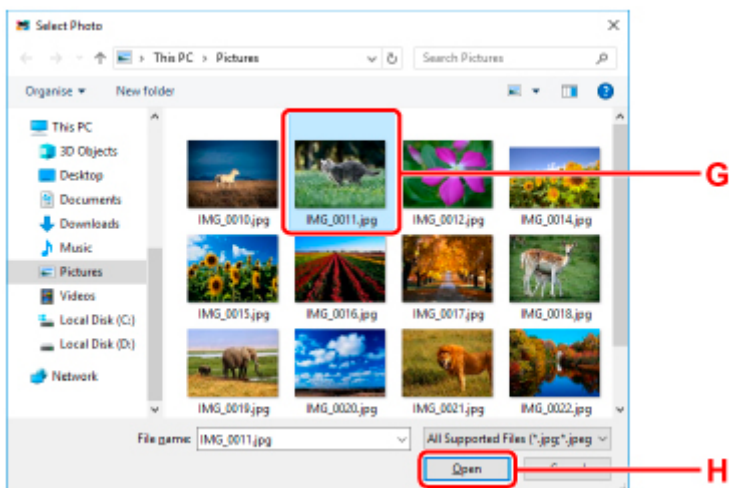 Select Photo
This PC > Pictures
Search Pictures
Organise
New folder
This PC
3D Objects
Desktop
Documents
Downloads
Music
Pictures
Videos
Local Disk (C:)
Local Disk (D:)
Network
IMG_0010.jpg IMG_0011.jpg IMG_0012.jpg IMG_0014.jpg
G
IMG_0015.jpg IMG_0016.jpg IMG_0017.jpg IMG_0018.jpg
IMG_0019.jpg IMG_0020.jpg IMG_0021.jpg IMG_0022.jpg
File name: IMG_0011.jpg All Supported Files (*.jpg;*.jpeg
Open
H